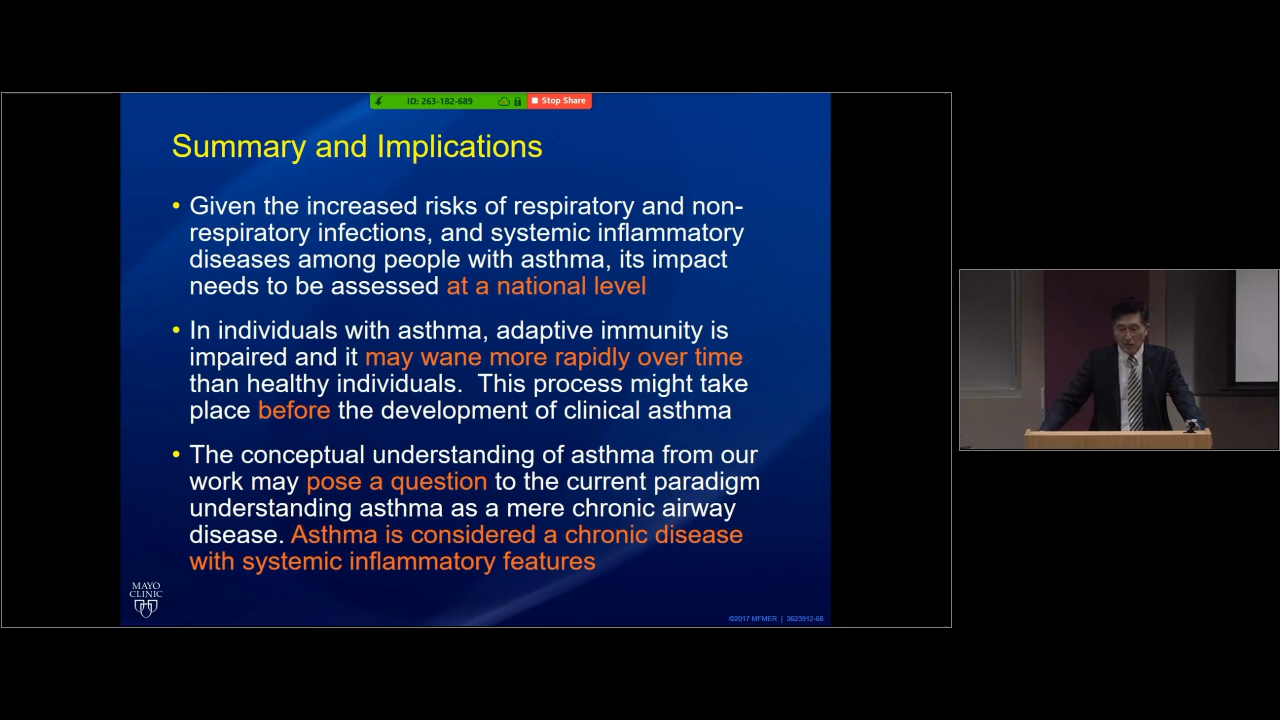 ID: 263-182-689
Stop Share
Summary and Implications
• Given the increased risks of respiratory and non-
respiratory infections, and systemic inflammatory
diseases among people with asthma, its impact
needs to be assessed at a national level
• In individuals with asthma, adaptive immunity is
impaired and it may wane more rapidly over time
than healthy individuals.  This process might take
place before the development of clinical asthma
• The conceptual understanding of asthma from our
work may pose a question to the current paradigm
understanding asthma as a mere chronic airway
disease. Asthma is considered a chronic disease
with systemic inflammatory features
MAYO
CLINIC
©2017 MFMER | 3623912-68